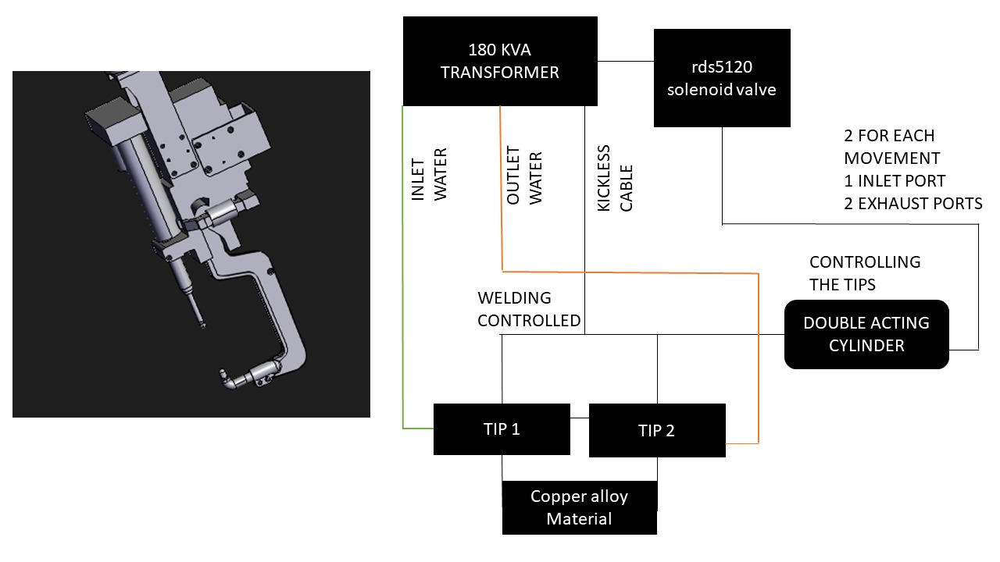 180 KVA
TRANSFORMER
rds5120
solenoid valve
2 FOR EACH
MOVEMENT
1 INLET PORT
2 EXHAUST PORTS
INLET
WATER
OUTLET
WATER
KICKLESS
CABLE
CONTROLLING
THE TIPS
WELDING
CONTROLLED
DOUBLE ACTING
CYLINDER
TIP 1
TIP 2
Copper alloy
Material